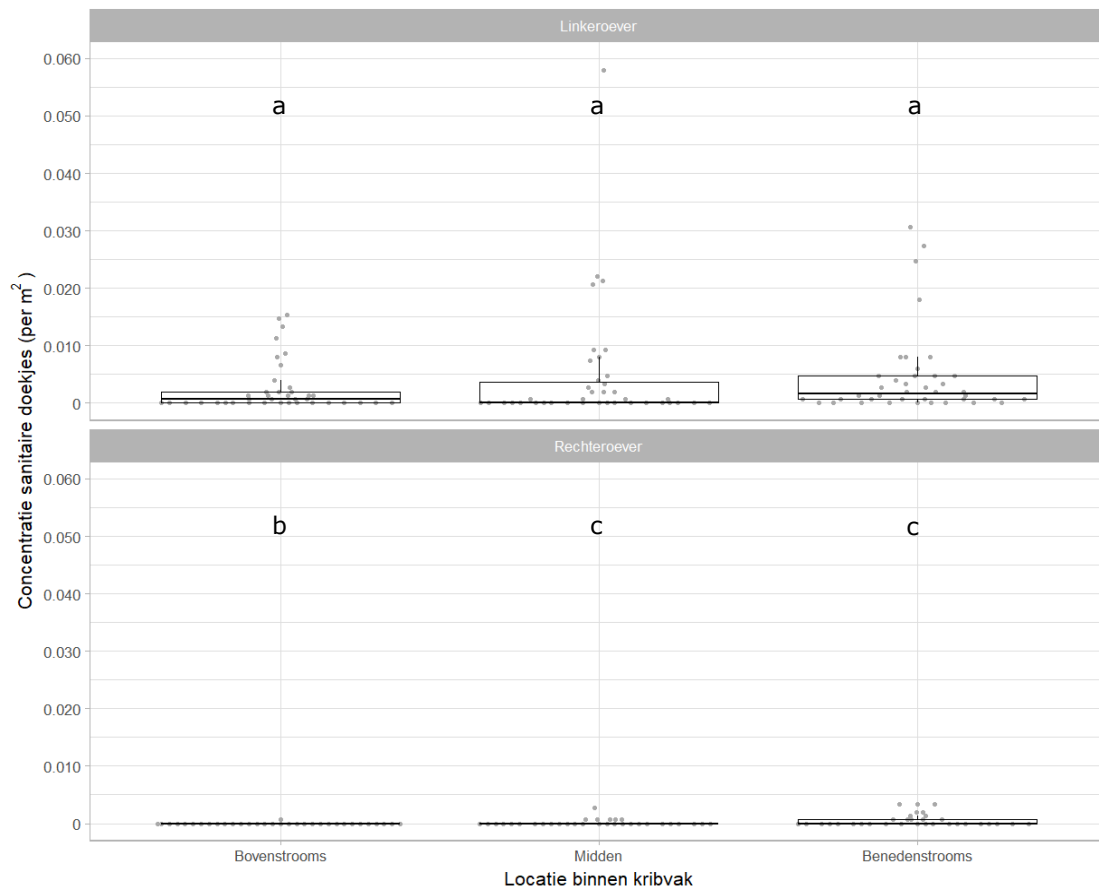 Linkeroever
0.060
0.050
0.040
0.030
0.020
0.010
0
a a a
Rechteroever
0.060
0.050
0.040
0.030
0.020
0.010
0
b c c
Bovenstrooms Midden Benedenstrooms
Locatie binnen kribvak
Concentratie sanitaire doekjes (per m²)